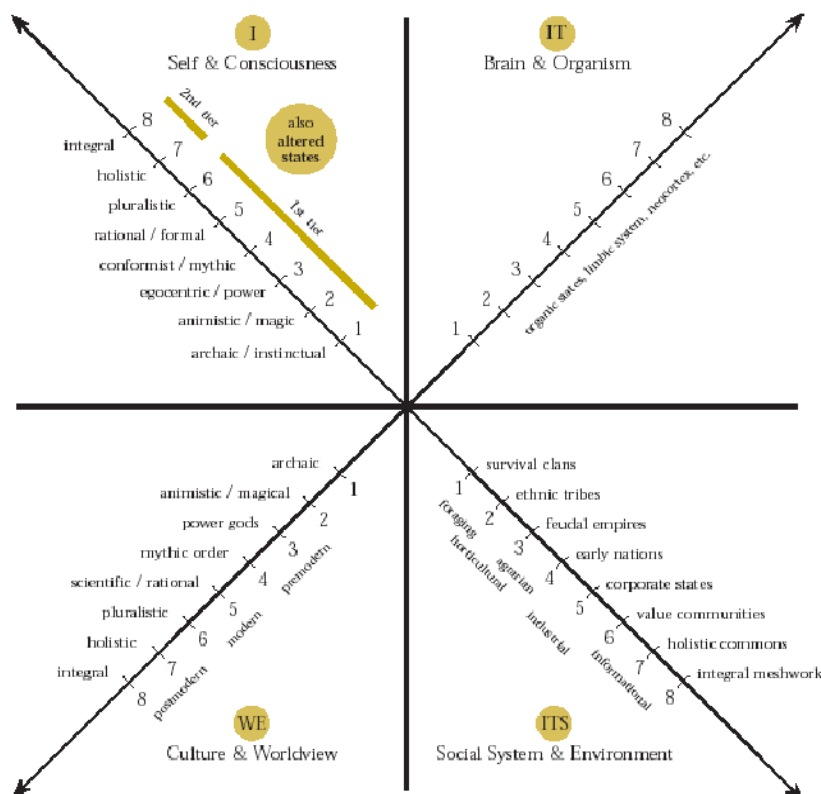 I
Self & Consciousness
2nd tier
also
altered
states
1st tier
8
integral
7
holistic
6
pluralistic
5
rational / formal
4
conformist / mythic
3
egocentric / power
2
animistic / magic
1
archaic / instinctual
IT
Brain & Organism
8
7
6
5
4
3
2
1
organic states, limbic system, neocortex, etc.
archaic
1
animistic / magical
2
power gods
3
premodern
mythic order
4
scientific / rational
5
modern
pluralistic
6
holistic
7
postmodern
integral
8
WE
Culture & Worldview
survival clans
1
foraging
ethnic tribes
2
horticultural
feudal empires
3
agrarian
early nations
4
corporate states
5
industrial
value communities
6
informational
holistic commons
7
integral meshwork
8
ITS
Social System & Environment